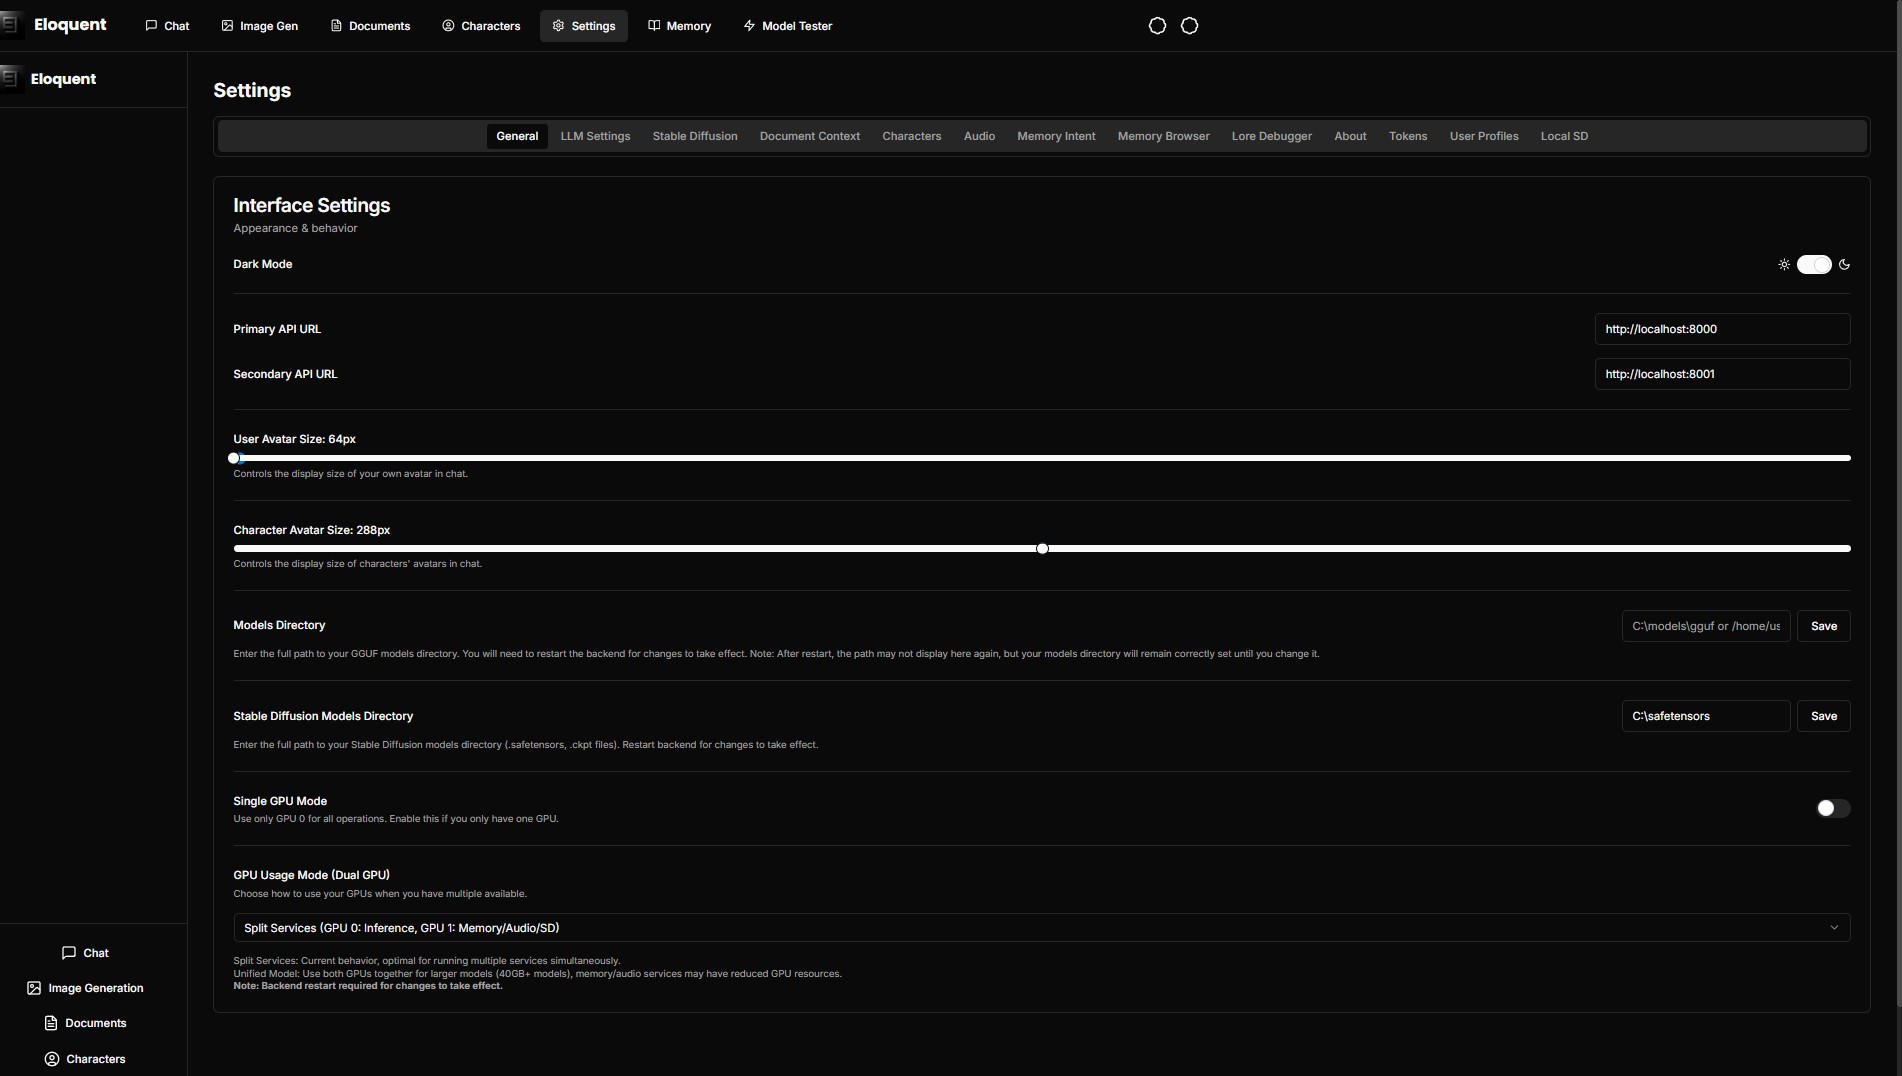 Eloquent
Chat
Image Gen
Documents
Characters
Settings
Memory
Model Tester
Eloquent
Settings
General
LLM Settings
Stable Diffusion
Document Context
Characters
Audio
Memory Intent
Memory Browser
Lore Debugger
About
Tokens
User Profiles
Local SD
Interface Settings
Appearance & behavior
Dark Mode
Primary API URL
http://localhost:8000
Secondary API URL
http://localhost:8001
User Avatar Size: 64px
Controls the display size of your own avatar in chat.
Character Avatar Size: 288px
Controls the display size of characters' avatars in chat.
Models Directory
C:\models\gguf or /home/us
Save
Enter the full path to your GGUF models directory. You will need to restart the backend for changes to take effect. Note: After restart, the path may not display here again, but your models directory will remain correctly set until you change it.
Stable Diffusion Models Directory
C:\safetensors
Save
Enter the full path to your Stable Diffusion models directory (.safetensors, .ckpt files). Restart backend for changes to take effect.
Single GPU Mode
Use only GPU 0 for all operations. Enable this if you only have one GPU.
GPU Usage Mode (Dual GPU)
Choose how to use your GPUs when you have multiple available.
Split Services (GPU 0: Inference, GPU 1: Memory/Audio/SD)
Split Services: Current behavior, optimal for running multiple services simultaneously.
Unified Model: Use both GPUs together for larger models (40GB+ models), memory/audio services may have reduced GPU resources.
Note: Backend restart required for changes to take effect.
Chat
Image Generation
Documents
Characters